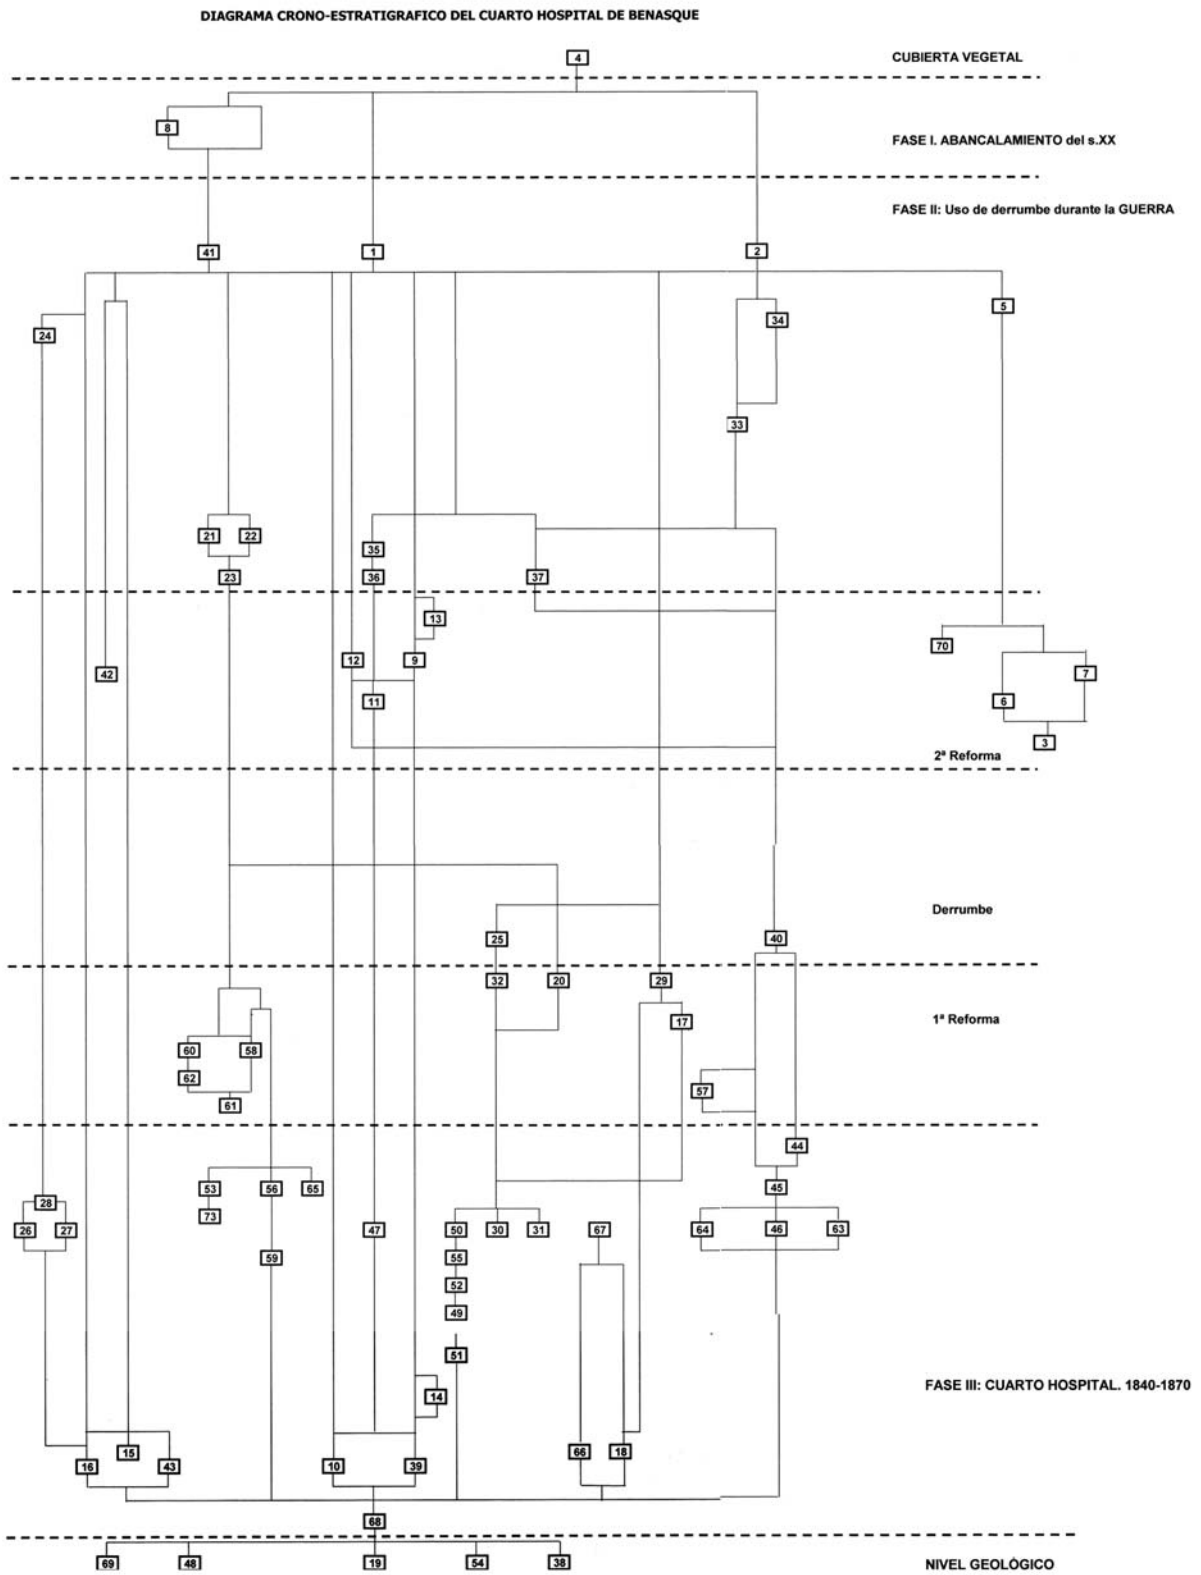 DIAGRAMA CRONO-ESTRATIGRAFICO DEL CUARTO HOSPITAL DE BENASQUE
4
CUBIERTA VEGETAL
8
FASE I. ABANCALAMIENTO del s.XX
FASE II: Uso de derrumbe durante la GUERRA
41 1 2
5
34
24
33
21 22
35
23 36 37
13
70
12 9
42 7
11 6
3
2ª Reforma
Derrumbe
25 40
32 20 29
17
1ª Reforma
60 58
62
57
61
44
53 56 65
45
28
73
26 27 47 50 30 31 67 64 46 63
59 55
52
49
51
FASE III: CUARTO HOSPITAL. 1840-1870
14
15 66 18
16 43 10 39
68
69 48 19 54 38
NIVEL GEOLÓGICO